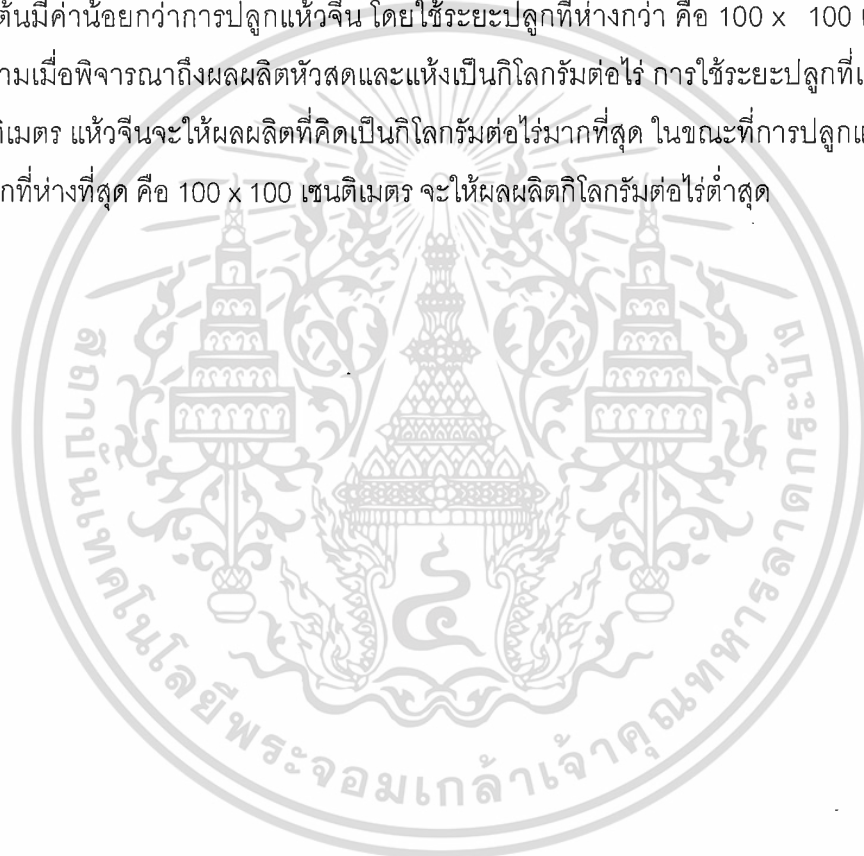 ต้นมีค่าน้อยกว่าการปลูกแห้วจีน โดยใช้ระยะปลูกที่ห่างกว่า คือ 100 x 100
ามเมื่อพิจารณาถึงผลผลิตหัวสดและแห้งเป็นกิโลกรัมต่อไร่ การใช้ระยะปลูกที่
ติเมตร แห้วจีนจะให้ผลผลิตที่คิดเป็นกิโลกรัมต่อไร่มากที่สุด ในขณะที่การปลูก
กที่ห่างที่สุด คือ 100 x 100 เซนติเมตร จะให้ผลผลิตกิโลกรัมต่อไร่ต่ำสุด
สถาบันเทคโนโลยีพระจอมเกล้าเจ้าคุณทหารลาดกระบัง